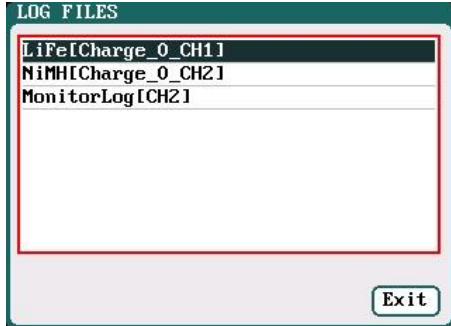 LOG FILES
LiFe[Charge_0_CH1]
NiMH[Charge_0_CH2]
MonitorLog[CH2]
Exit